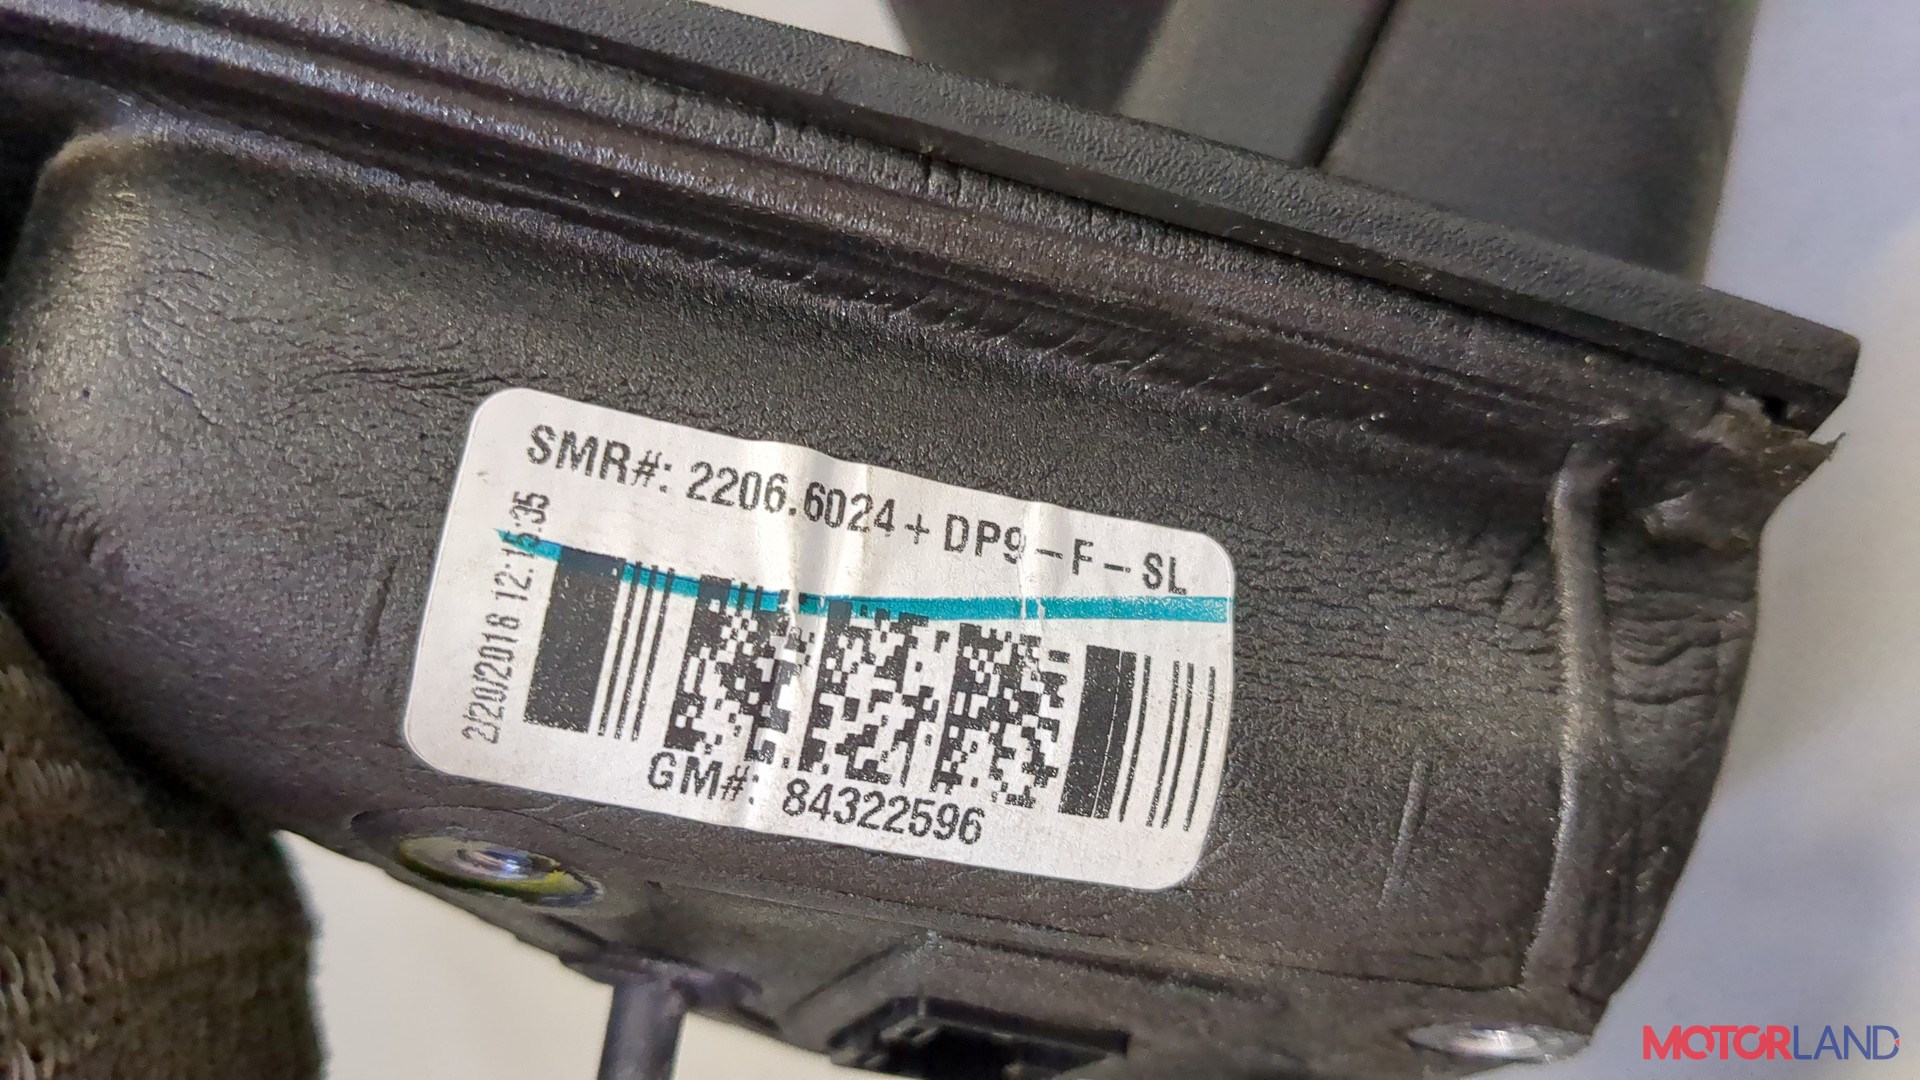 SMR#: 2206.6024+DP9-F-SL
2/20/2018 12:15:35
GM#: 84322596
MOTORLAND